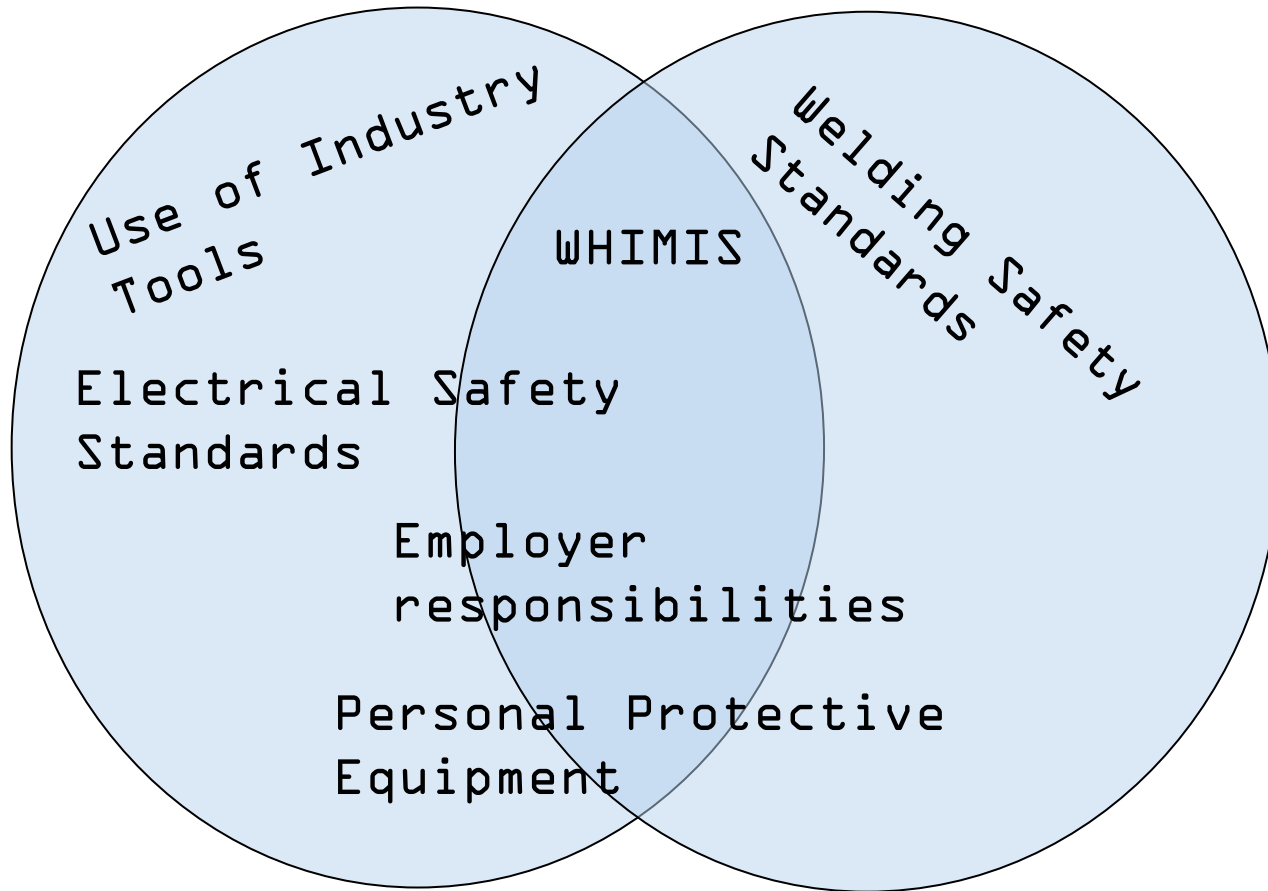 Use of Industry
Tools
Welding Safety
Standards
WHIMIS
Electrical Safety
Standards
Employer
responsibilities
Personal Protective
Equipment